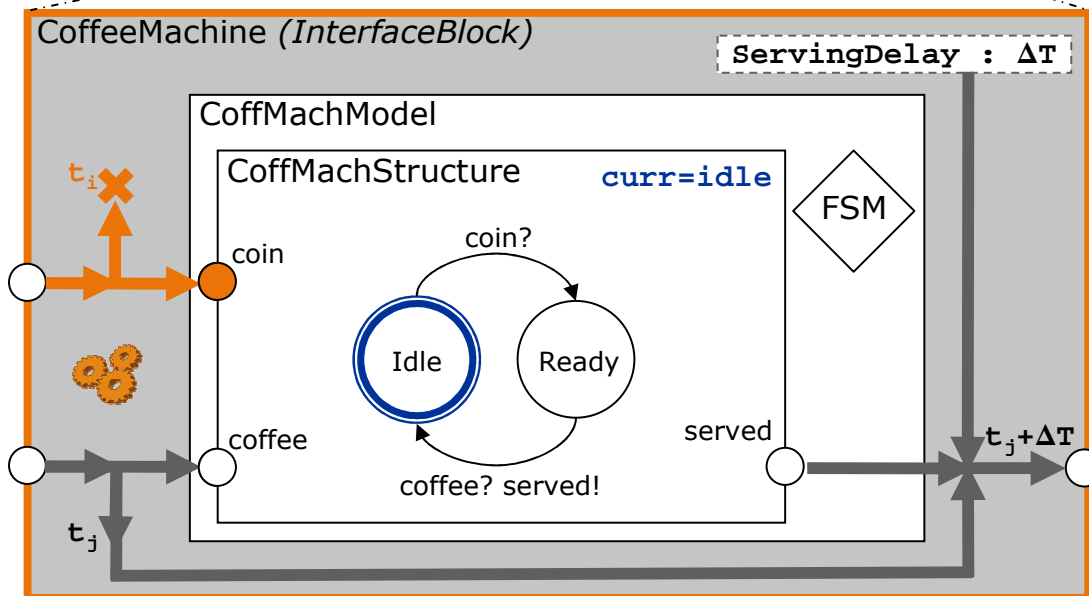 CoffeeMachine (InterfaceBlock)
ServingDelay : ΔT
CoffMachModel
CoffMachStructure
curr=idle
FSM
tᵢ
coin
coin?
Idle
Ready
coffee
served
coffee? served!
tⱼ
tⱼ+ΔT